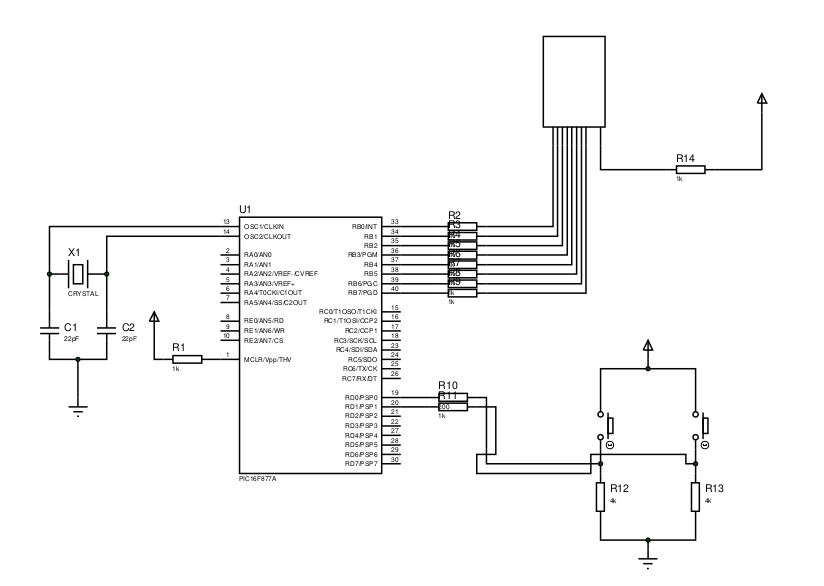 R14
1k
U1
13
OSC1/CLKIN
14
OSC2/CLKOUT
2
RA0/AN0
3
RA1/AN1
4
RA2/AN2/VREF-/CVREF
5
RA3/AN3/VREF+
6
RA4/T0CKI/C1OUT
7
RA5/AN4/SS/C2OUT
8
RE0/AN5/RD
9
RE1/AN6/WR
10
RE2/AN7/CS
1
MCLR/Vpp/THV
RB0/INT
33
RB1
34
RB2
35
RB3/PGM
36
RB4
37
RB5
38
RB6/PGC
39
RB7/PGD
40
RC0/T1OSO/T1CKI
15
RC1/T1OSI/CCP2
16
RC2/CCP1
17
RC3/SCK/SCL
18
RC4/SDI/SDA
23
RC5/SDO
24
RC6/TX/CK
25
RC7/RX/DT
26
RD0/PSP0
19
RD1/PSP1
20
RD2/PSP2
21
RD3/PSP3
22
RD4/PSP4
27
RD5/PSP5
28
RD6/PSP6
29
RD7/PSP7
30
PIC16F877A
X1
CRYSTAL
C1
22pF
C2
22pF
R1
1k
R2
R9
1k
R10
R11
200
1k
R12
4k
R13
4k